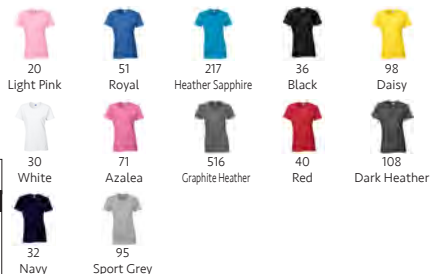 20 51 217 36 98
Light Pink Royal Heather Sapphire Black Daisy
30 71 516 40 108
White Azalea Graphite Heather Red Dark Heather
32 95
Navy Sport Grey